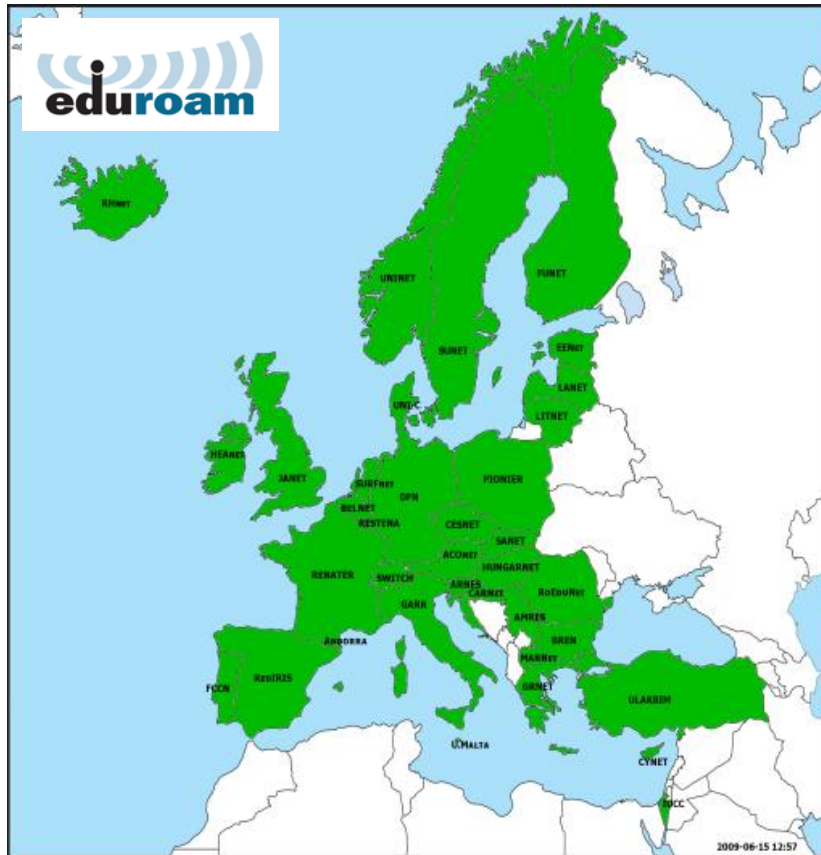 eduroam
RHnet
UNINET
FUNET
SUNET
EENet
LANET
LITNET
UNI-C
HEAnet
JANET
SURFnet
DFN
PIONIER
BELNET
RESTENA
CESNET
SANET
ACOnet
HUNGARNET
RENATER
SWITCH
ARNES
CARNet
RoEduNet
GARR
AMRES
BREN
Andorra
MARNet
RedIRIS
FCCN
GRNET
ULAKBIM
U.Malta
CYNET
IUCC
2009-06-15 12:57